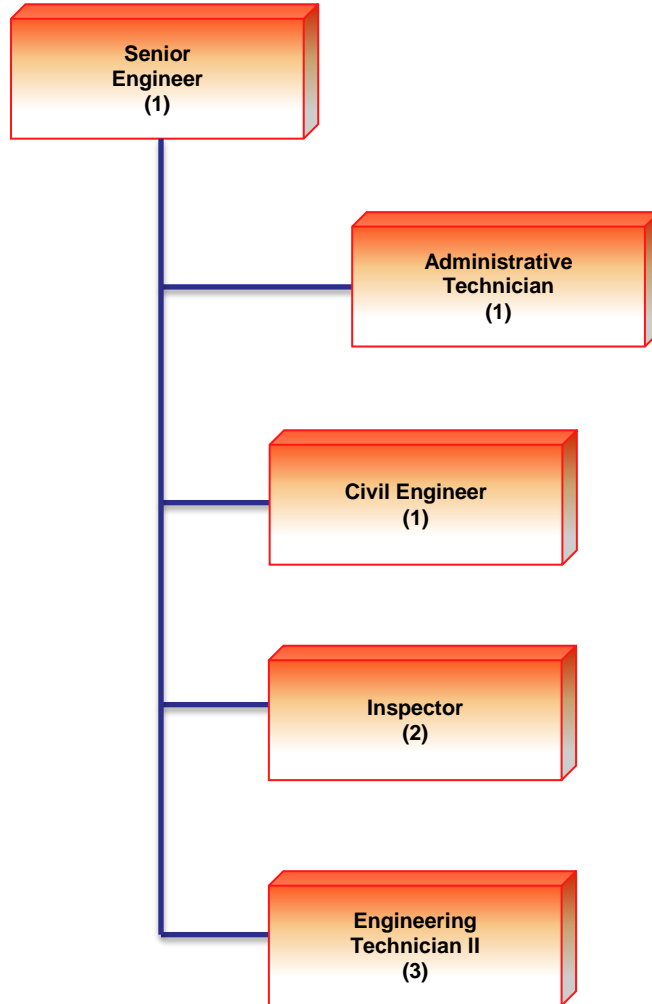 Senior
Engineer
(1)
Administrative
Technician
(1)
Civil Engineer
(1)
Inspector
(2)
Engineering
Technician II
(3)